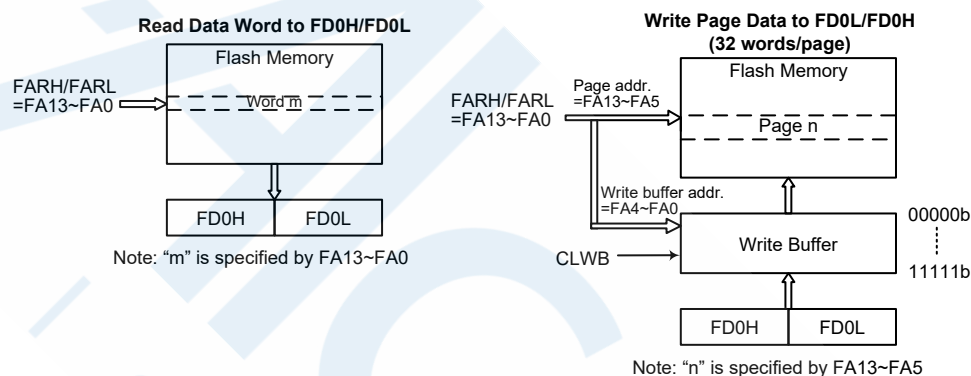 Read Data Word to FD0H/FD0L
Flash Memory
FARH/FARL
=FA13~FA0
Word m
FD0H
FD0L
Note: “m” is specified by FA13~FA0
Write Page Data to FD0L/FD0H
(32 words/page)
Flash Memory
FARH/FARL
=FA13~FA0
Page addr.
=FA13~FA5
Page n
Write buffer addr.
=FA4~FA0
Write Buffer
00000b
11111b
CLWB
FD0H
FD0L
Note: “n” is specified by FA13~FA5